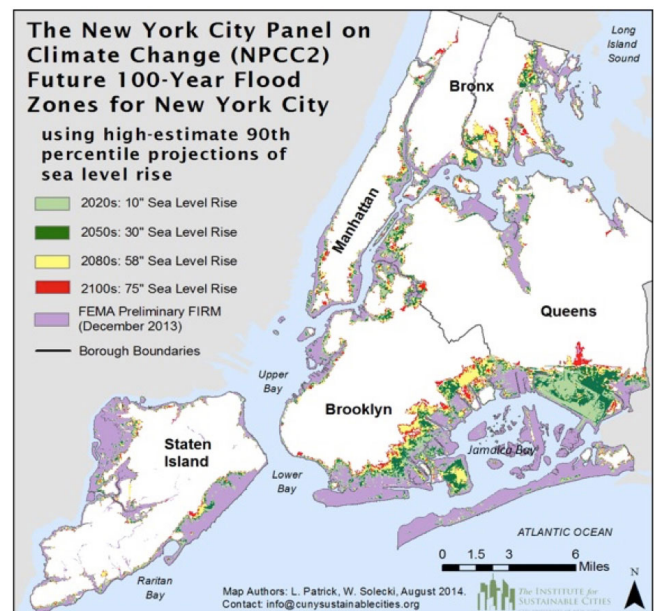 The New York City Panel on
Climate Change (NPCC2)
Future 100-Year Flood
Zones for New York City
using high-estimate 90th
percentile projections of
sea level rise
2020s: 10" Sea Level Rise
2050s: 30" Sea Level Rise
2080s: 58" Sea Level Rise
2100s: 75" Sea Level Rise
FEMA Preliminary FIRM
(December 2013)
Borough Boundaries
Long
Island
Sound
Bronx
Manhattan
Queens
Upper
Bay
Brooklyn
Staten
Island
Jamaica Bay
Lower
Bay
ATLANTIC OCEAN
Raritan
Bay
0 1.5 3 6
Miles
N
Map Authors: L. Patrick, W. Solecki, August 2014.
Contact: info@cunysustainablecities.org
THE INSTITUTE FOR
SUSTAINABLE CITIES